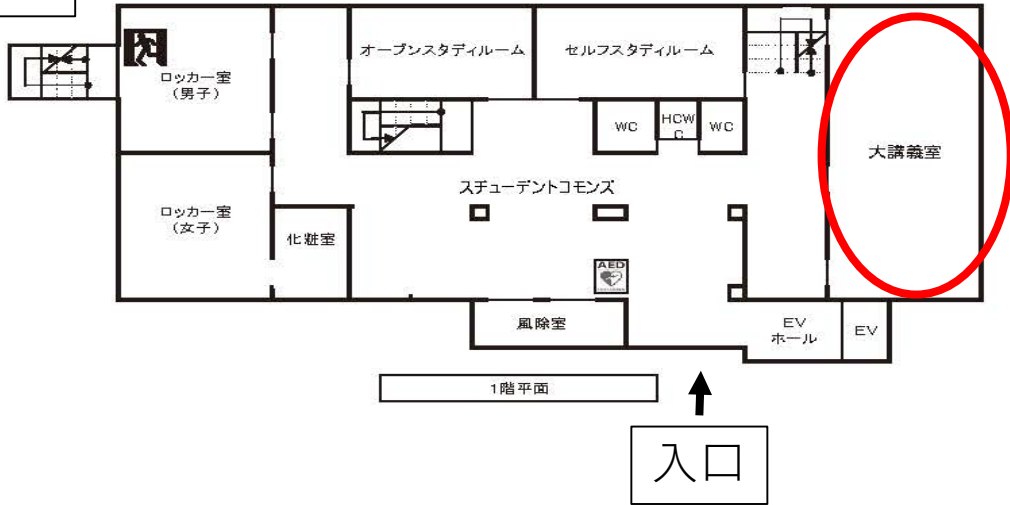 オープンスタディルーム
セルフスタディルーム
ロッカー室
(男子)
WC
HCW
C
WC
大講義室
スチューデントコモンズ
ロッカー室
(女子)
化粧室
AED
風除室
EV
ホール
EV
1階平面
入口